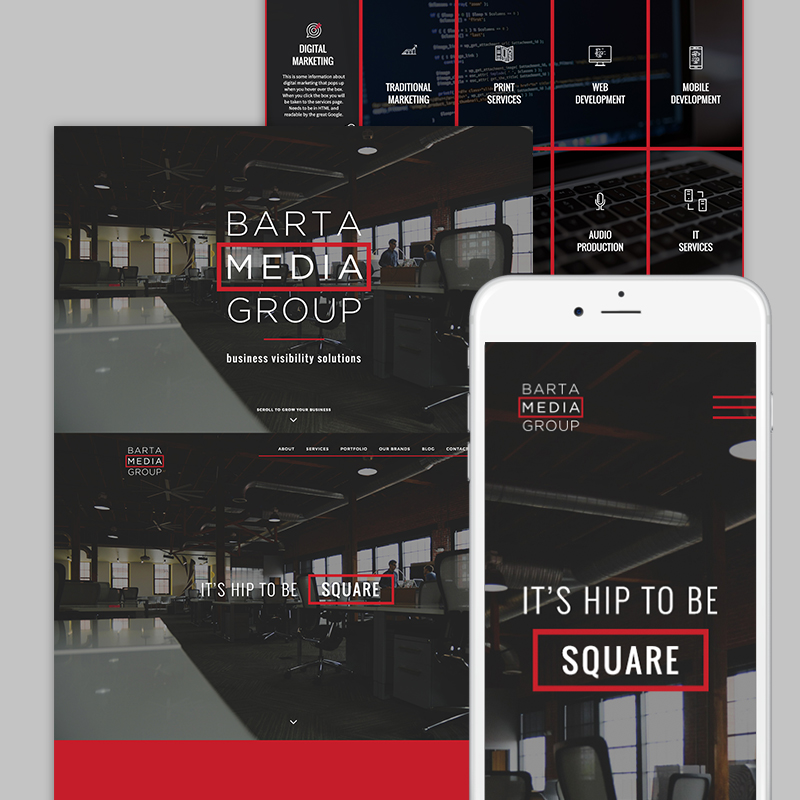 DIGITAL
MARKETING
This is some information about
digital marketing that pops up
when you hover over the box.
When you click the box you will
be taken to the services page.
Needs to be in HTML and
readable by the great Google.
TRADITIONAL
MARKETING
PRINT
SERVICES
WEB
DEVELOPMENT
MOBILE
DEVELOPMENT
AUDIO
PRODUCTION
IT
SERVICES
BARTA
MEDIA
GROUP
business visibility solutions
SCROLL TO GROW YOUR BUSINESS
BARTA
MEDIA
GROUP
ABOUT SERVICES PORTFOLIO OUR BRANDS BLOG CONTACT
IT'S HIP TO BE SQUARE
BARTA
MEDIA
GROUP
IT'S HIP TO BE
SQUARE